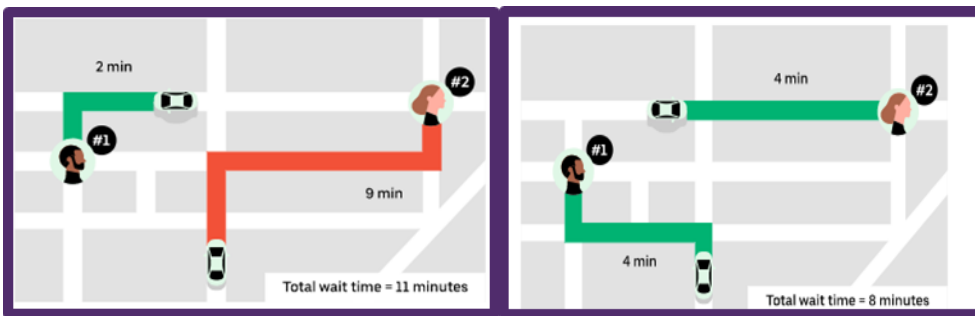 2 min
#2
#1
9 min
Total wait time = 11 minutes
4 min
#2
#1
4 min
Total wait time = 8 minutes